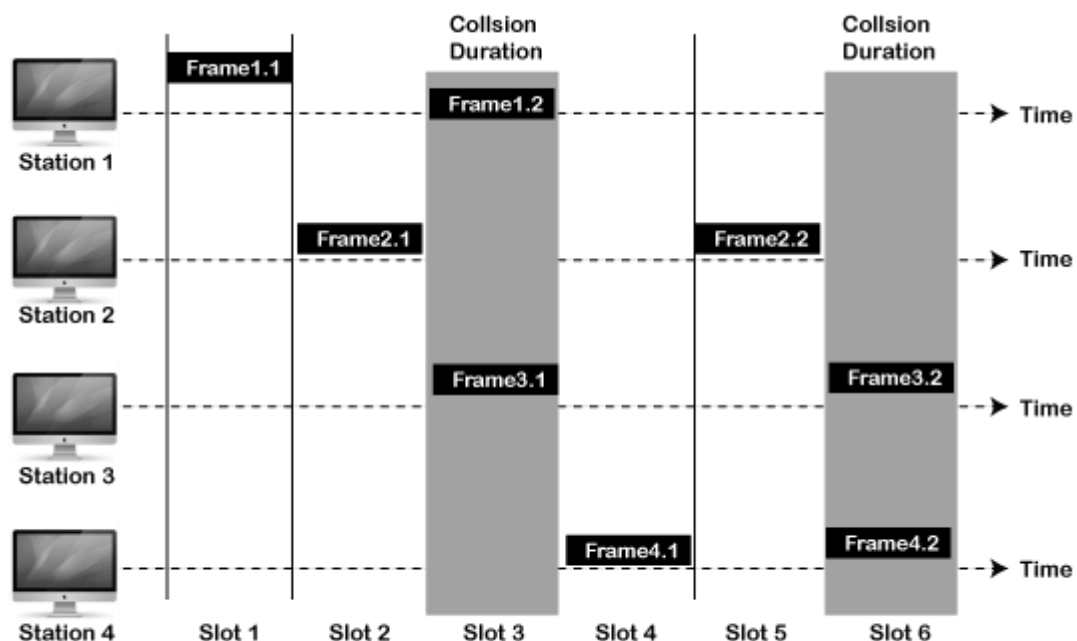 Collsion
Duration
Collsion
Duration
Frame1.1
Frame1.2
Time
Station 1
Frame2.1
Frame2.2
Time
Station 2
Frame3.1
Frame3.2
Time
Station 3
Frame4.1
Frame4.2
Time
Station 4
Slot 1
Slot 2
Slot 3
Slot 4
Slot 5
Slot 6